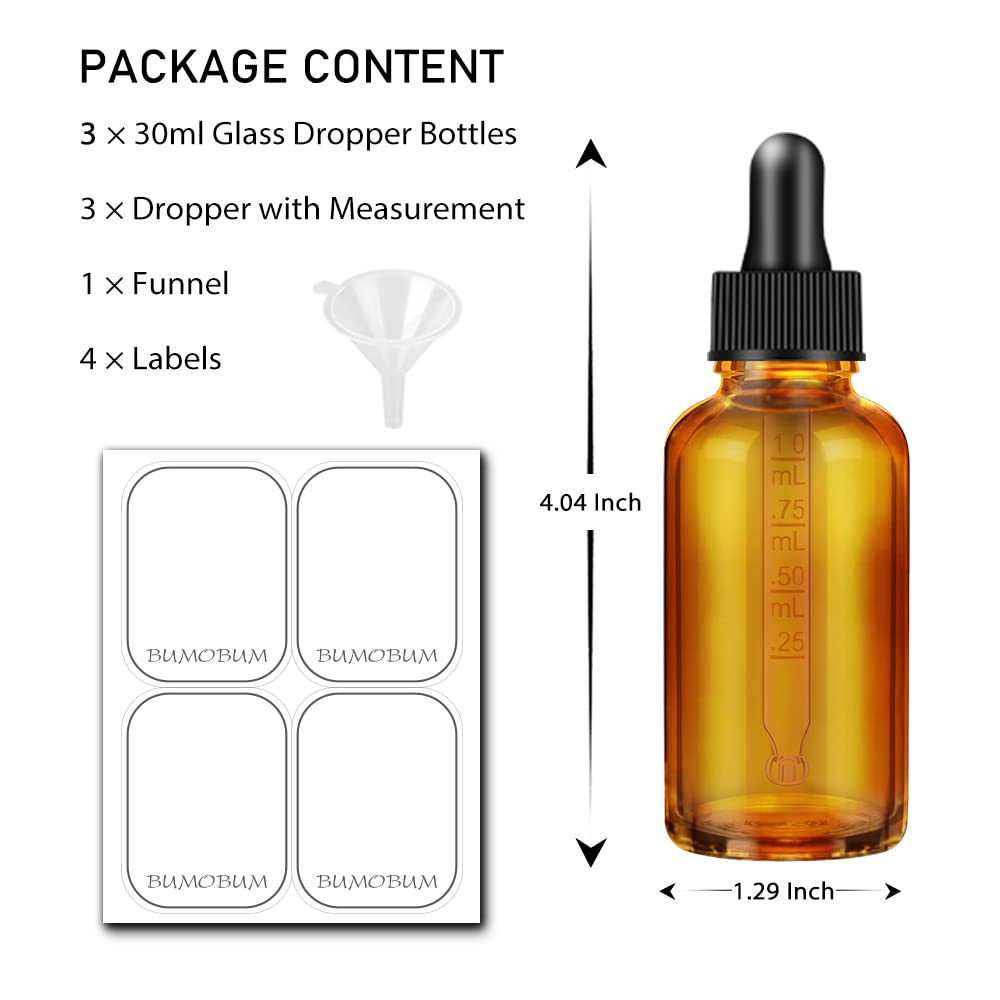 PACKAGE CONTENT
3 × 30ml Glass Dropper Bottles
3 × Dropper with Measurement
1 × Funnel
4 × Labels
BUMOBUM
BUMOBUM
BUMOBUM
BUMOBUM
4.04 Inch
1 0
mL
.75
mL
.50
mL
.25
1.29 Inch